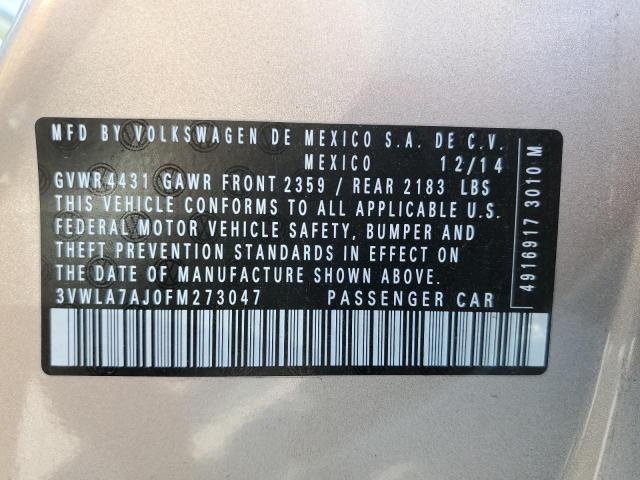 MFD BY VOLKSWAGEN DE MEXICO S.A. DE C.V.
MEXICO 12/14
GVWR4431 GAWR FRONT 2359 / REAR 2183 LBS
THIS VEHICLE CONFORMS TO ALL APPLICABLE U.S.
FEDERAL MOTOR VEHICLE SAFETY, BUMPER AND
THEFT PREVENTION STANDARDS IN EFFECT ON
THE DATE OF MANUFACTURE SHOWN ABOVE.
3VWLA7AJ0FM273047 PASSENGER CAR
4916917 3010 M